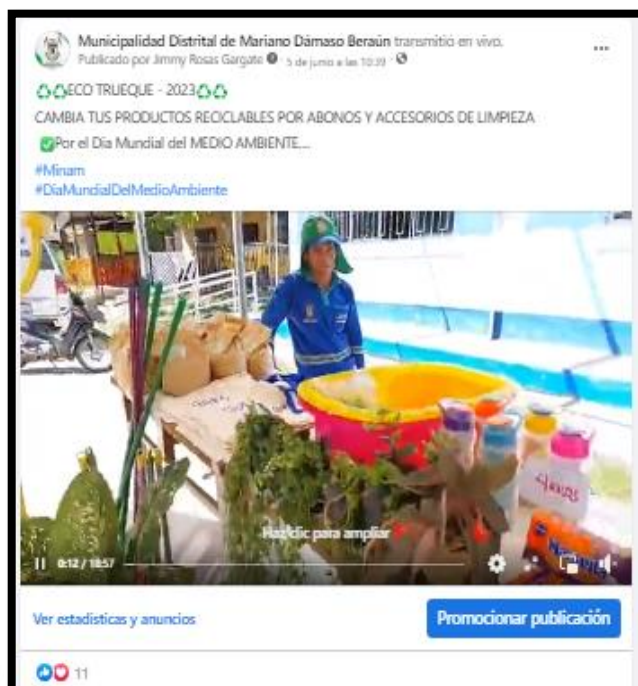 Municipalidad Distrital de Mariano Dámaso Beraún transmitió en vivo.
Publicado por Jimmy Rosas Gargate · 5 de junio a las 10:39
ECO TRUEQUE - 2023
CAMBIA TUS PRODUCTOS RECICLABLES POR ABONOS Y ACCESORIOS DE LIMPIEZA
Por el Día Mundial del MEDIO AMBIENTE...
#Minam
#DiaMundialDelMedioAmbiente
Haz clic para ampliar
0:12 / 18:57
Ver estadísticas y anuncios
Promocionar publicación
11